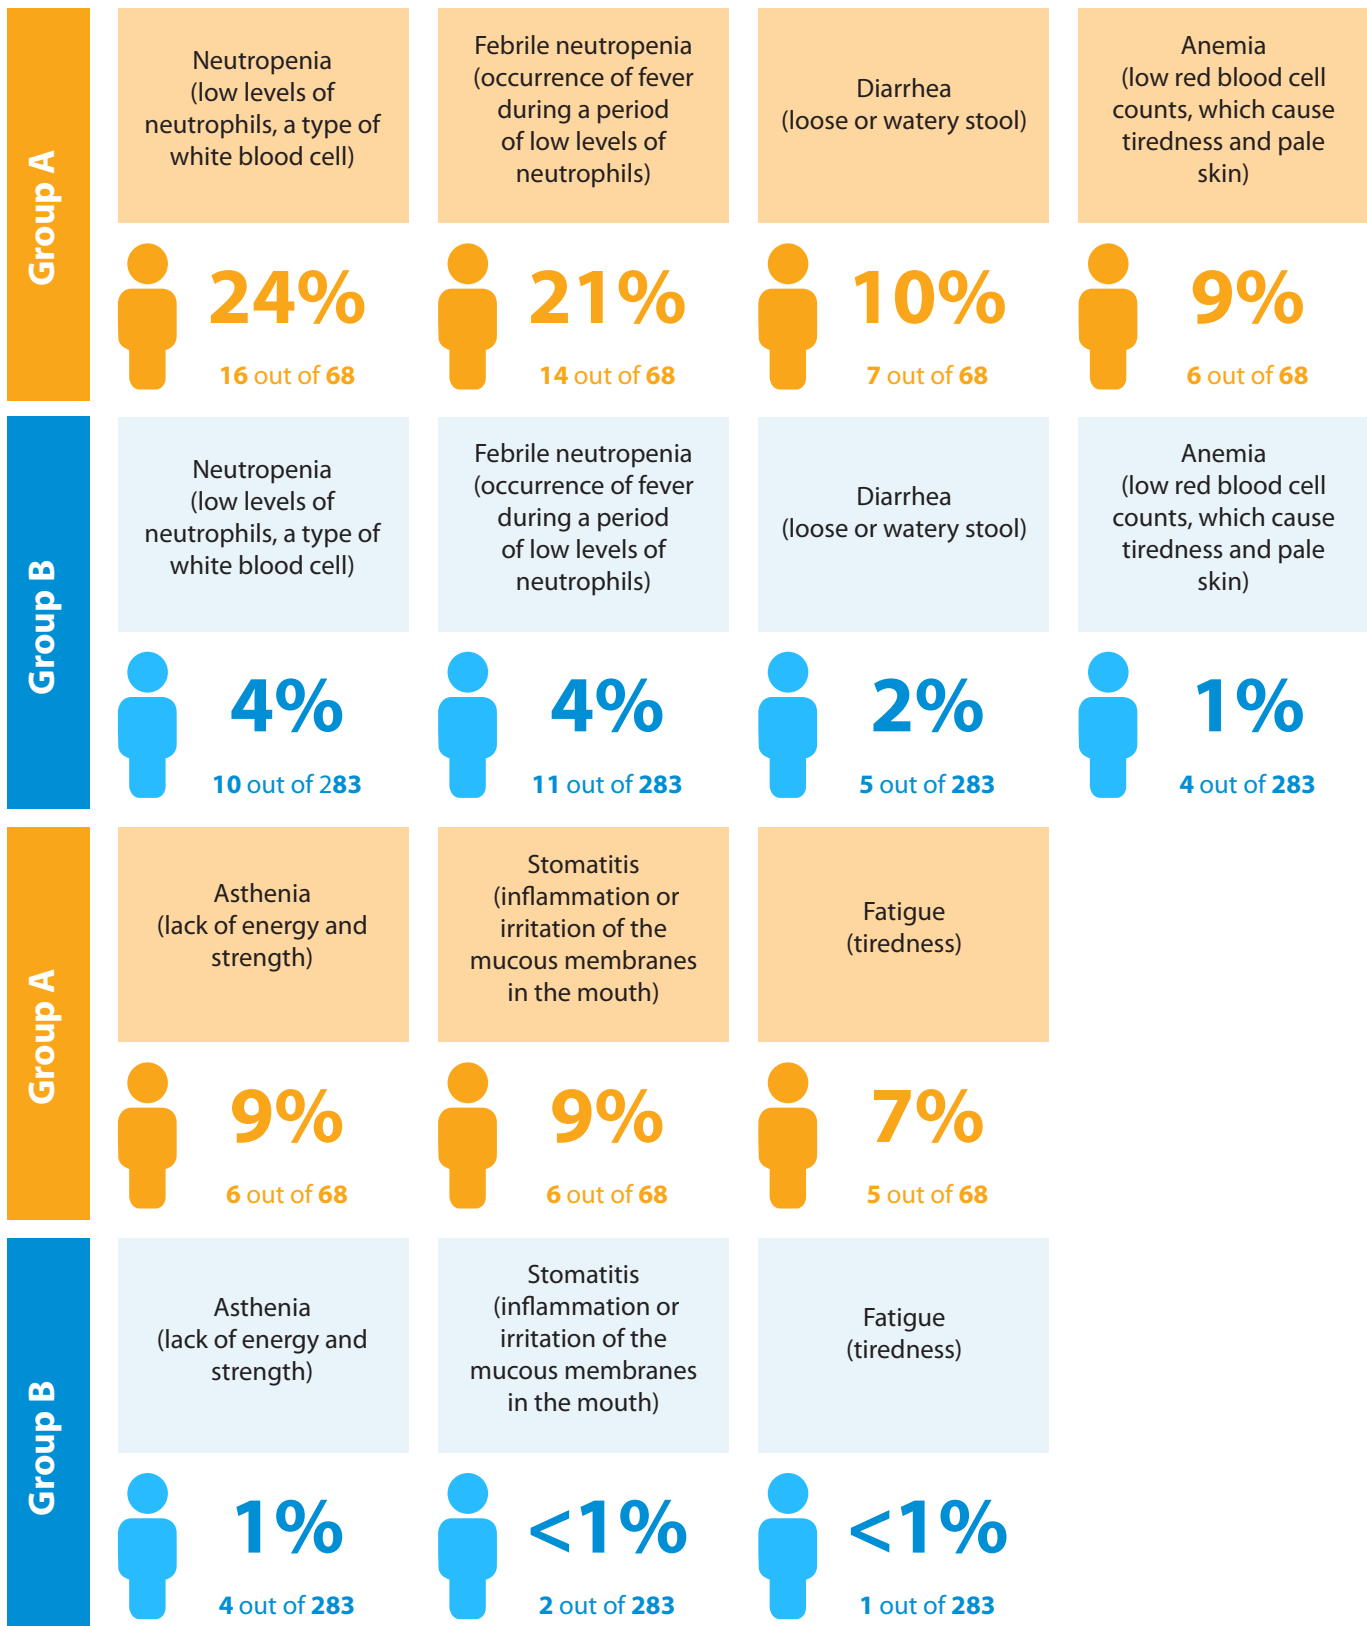 Group A
Neutropenia
(low levels of
neutrophils, a type of
white blood cell)
24%
16 out of 68
Febrile neutropenia
(occurrence of fever
during a period
of low levels of
neutrophils)
21%
14 out of 68
Diarrhea
(loose or watery stool)
10%
7 out of 68
Anemia
(low red blood cell
counts, which cause
tiredness and pale
skin)
9%
6 out of 68
Group B
Neutropenia
(low levels of
neutrophils, a type of
white blood cell)
4%
10 out of 283
Febrile neutropenia
(occurrence of fever
during a period
of low levels of
neutrophils)
4%
11 out of 283
Diarrhea
(loose or watery stool)
2%
5 out of 283
Anemia
(low red blood cell
counts, which cause
tiredness and pale
skin)
1%
4 out of 283
Group A
Asthenia
(lack of energy and
strength)
9%
6 out of 68
Stomatitis
(inflammation or
irritation of the
mucous membranes
in the mouth)
9%
6 out of 68
Fatigue
(tiredness)
7%
5 out of 68
Group B
Asthenia
(lack of energy and
strength)
1%
4 out of 283
Stomatitis
(inflammation or
irritation of the
mucous membranes
in the mouth)
<1%
2 out of 283
Fatigue
(tiredness)
<1%
1 out of 283